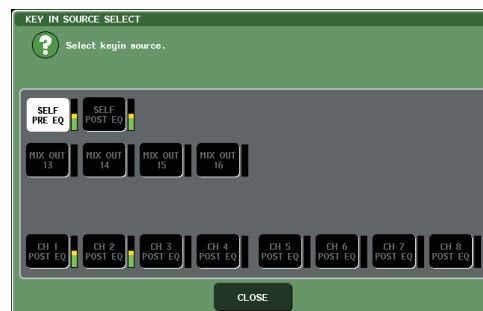 KEY IN SOURCE SELECT
?
Select keyin source.
SELF PRE EQ
SELF POST EQ
MIX OUT 13
MIX OUT 14
MIX OUT 15
MIX OUT 16
CH 1 POST EQ
CH 2 POST EQ
CH 3 POST EQ
CH 4 POST EQ
CH 5 POST EQ
CH 6 POST EQ
CH 7 POST EQ
CH 8 POST EQ
CLOSE